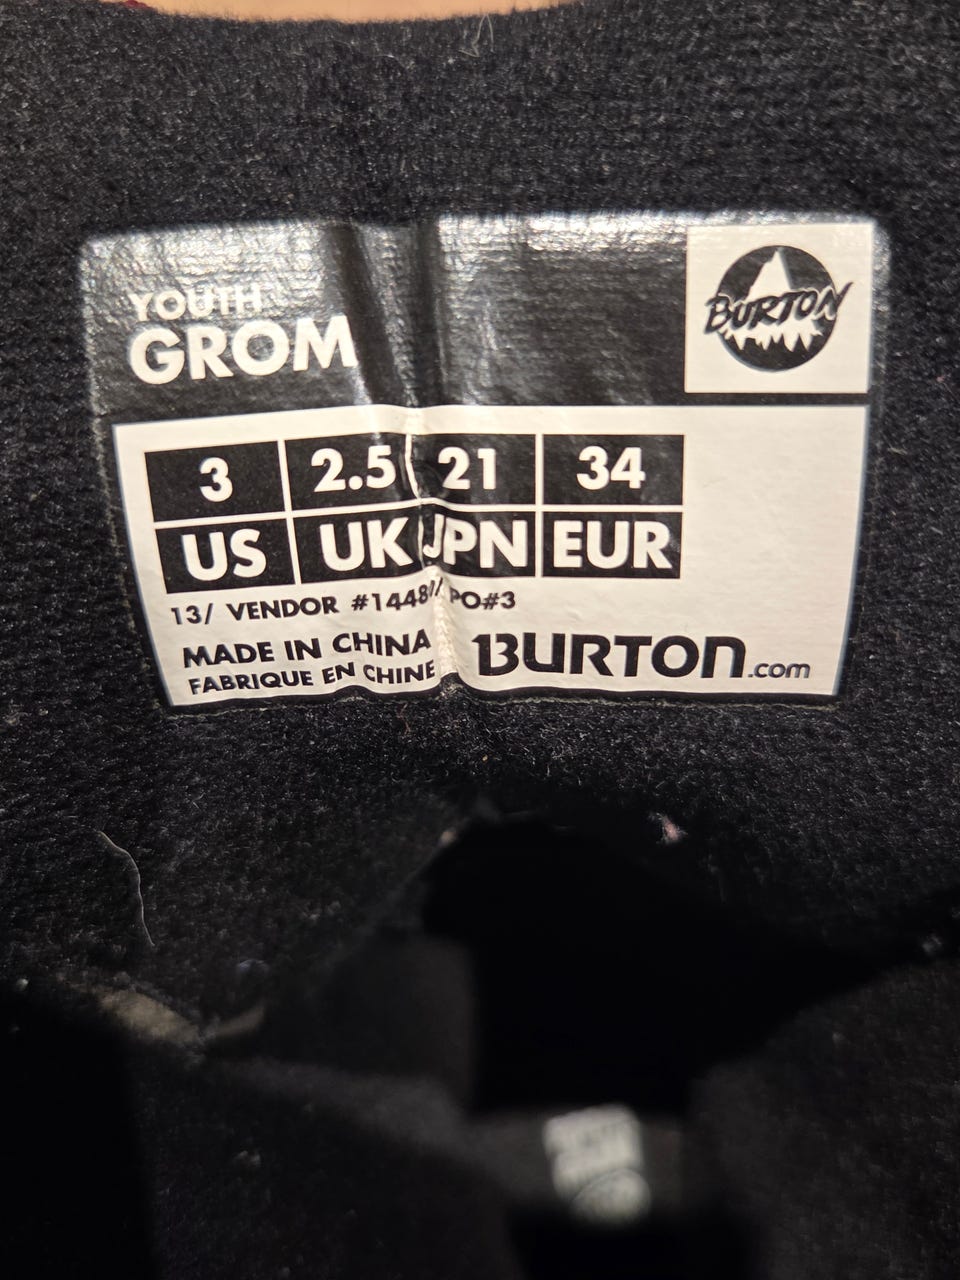 YOUTH
GROM
BURTON
3 2.5 21 34
US UK JPN EUR
13/ VENDOR PO#3
MADE IN CHINA
FABRIQUE EN CHINE
BURTON.com